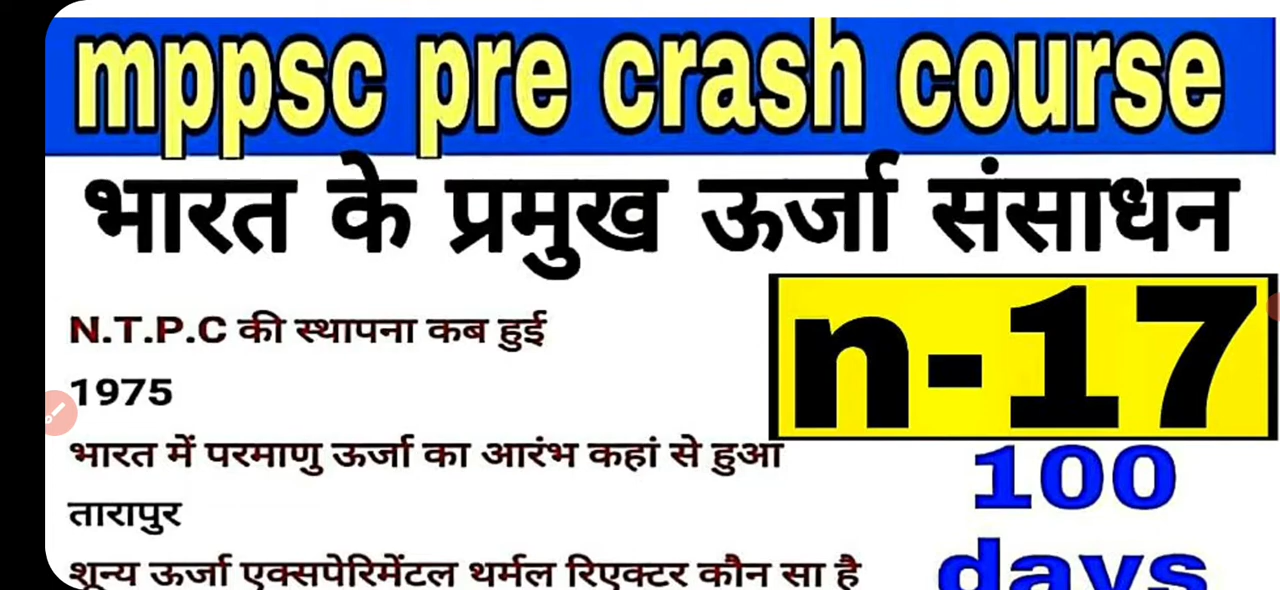 mppsc pre crash course
भारत के प्रमुख ऊर्जा संसाधन
n-17
N.T.P.C की स्थापना कब हुई
1975
भारत में परमाणु ऊर्जा का आरंभ कहां से हुआ
तारापुर
शून्य ऊर्जा एक्सपेरिमेंटल थर्मल रिएक्टर कौन सा है
100
days